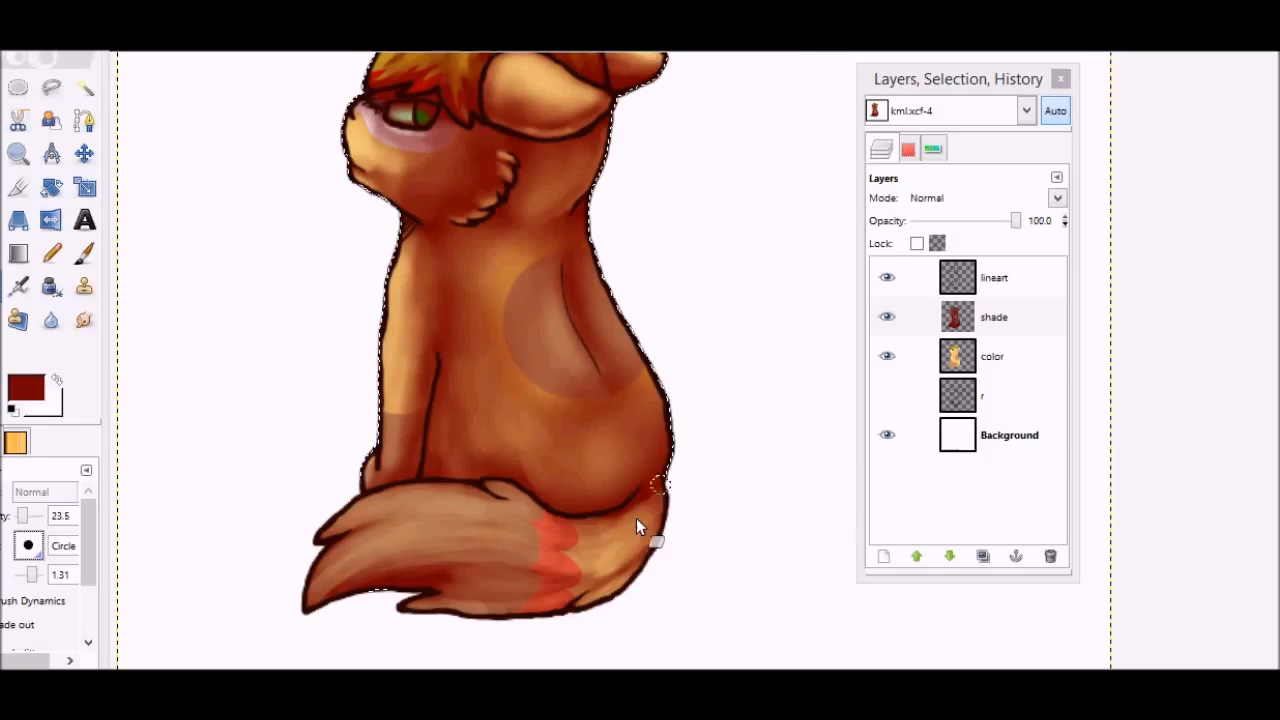 Layers, Selection, History
kml.xcf-4
Auto
Layers
Mode: Normal
Opacity: 100.0
Lock:
lineart
shade
color
r
Background
Normal
ty: 23.5
Circle
1.31
ush Dynamics
ade out